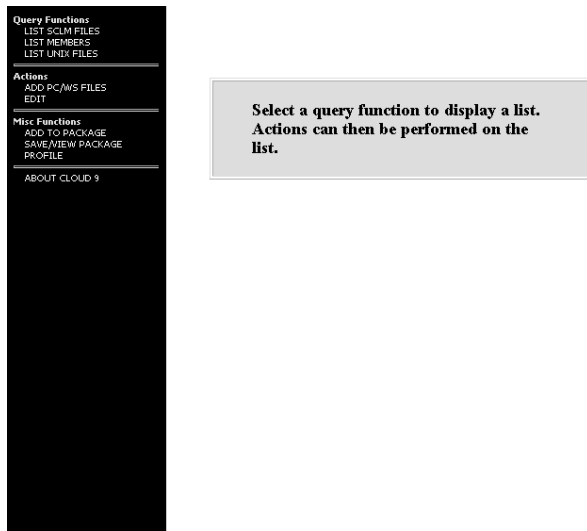 Query Functions
LIST SCLM FILES
LIST MEMBERS
LIST UNIX FILES
Actions
ADD PC/WS FILES
EDIT
Misc Functions
ADD TO PACKAGE
SAVE/VIEW PACKAGE
PROFILE
ABOUT CLOUD 9
Select a query function to display a list.
Actions can then be performed on the
list.